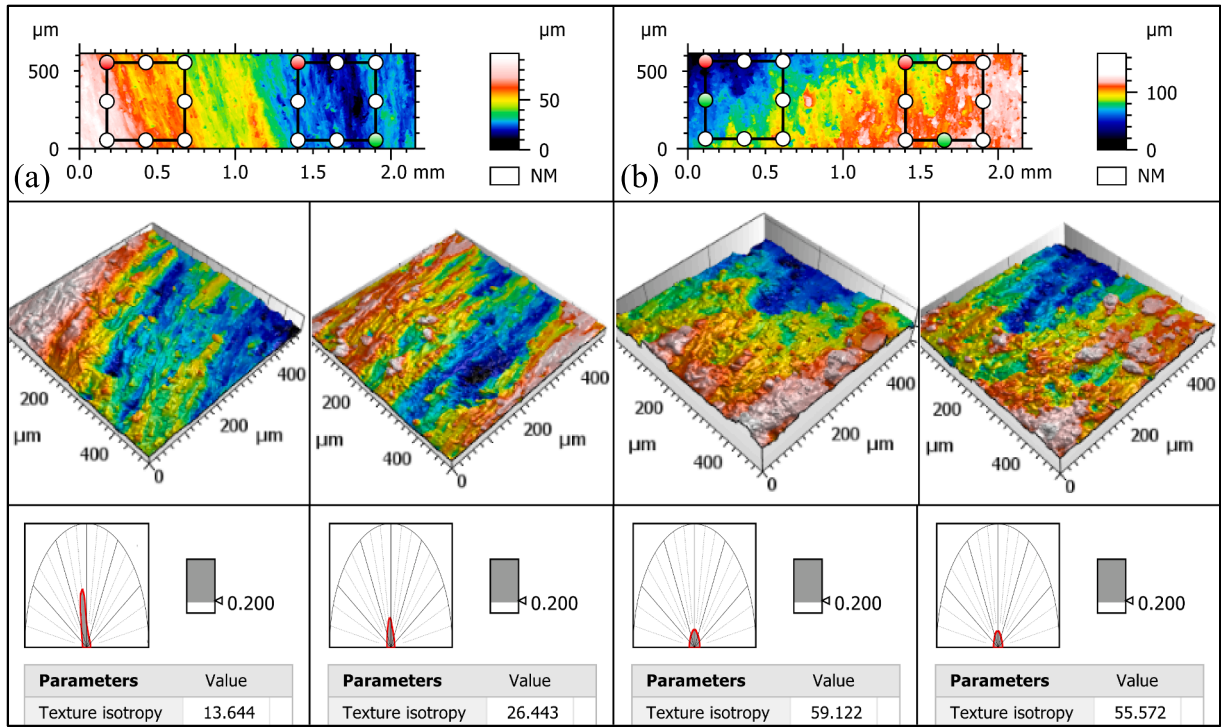 µm
µm
500
50
0
0
NM
0.0
0.5
1.0
1.5
2.0 mm
(a)
µm
µm
500
100
0
0
NM
0.0
0.5
1.0
1.5
2.0 mm
(b)
200
µm
400
0
200
µm
400
200
µm
400
0
200
µm
400
200
µm
400
0
200
µm
400
200
µm
400
0
200
µm
400
0.200
Parameters Value
Texture isotropy 13.644
0.200
Parameters Value
Texture isotropy 26.443
0.200
Parameters Value
Texture isotropy 59.122
0.200
Parameters Value
Texture isotropy 55.572